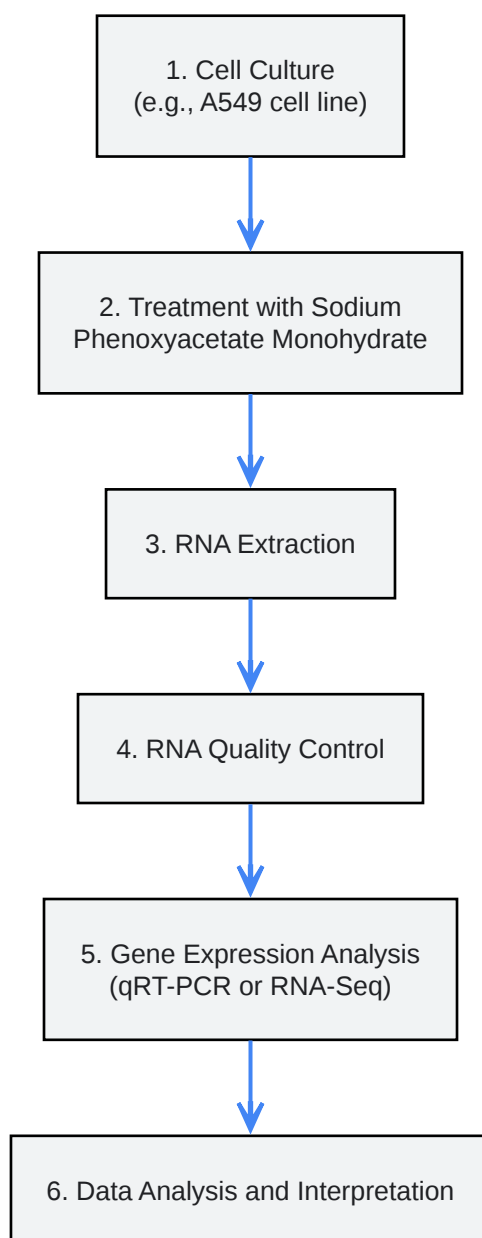 1. Cell Culture
(e.g., A549 cell line)
2. Treatment with Sodium
Phenoxyacetate Monohydrate
3. RNA Extraction
4. RNA Quality Control
5. Gene Expression Analysis
(qRT-PCR or RNA-Seq)
6. Data Analysis and Interpretation